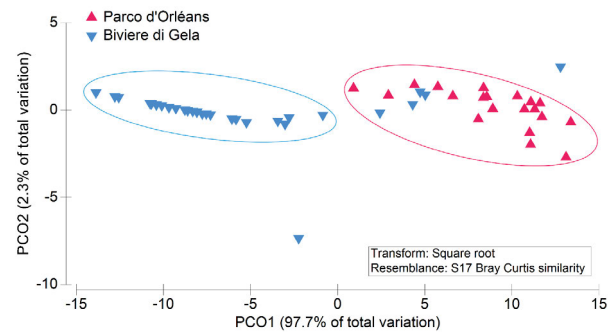 Parco d'Orléans
Biviere di Gela
5
0
-5
-10
PCO2 (2.3% of total variation)
Transform: Square root
Resemblance: S17 Bray Curtis similarity
-15
-10
-5
0
5
10
15
PCO1 (97.7% of total variation)